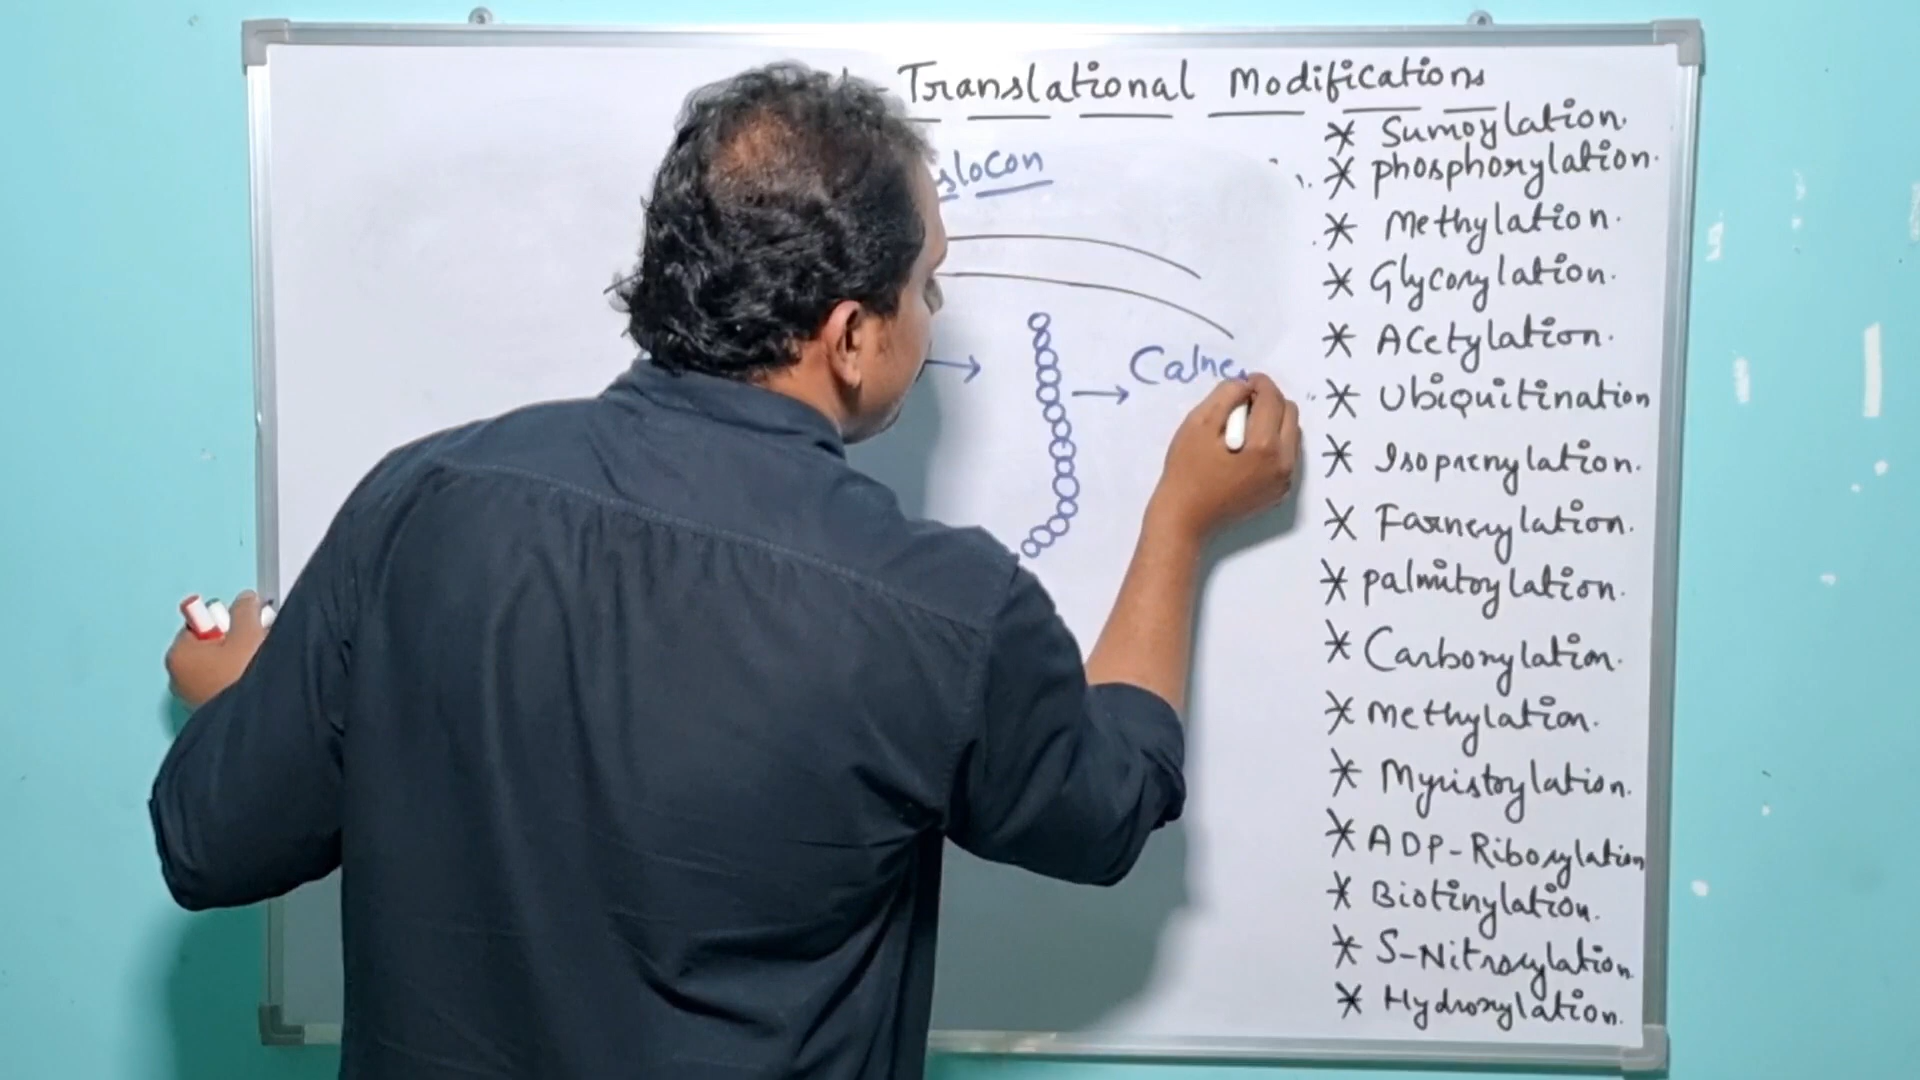 Translational Modifications
slocon
Calne
* Sumoylation.
* phosphorylation.
* Methylation.
* Glycosylation.
* Acetylation.
* Ubiquitination
* Isoprenylation.
* Farnesylation.
* palmitoylation.
* Carboxylation.
* Methylation.
* Myristoylation.
* ADP-Ribosylation
* Biotinylation.
* S-Nitrosylation
* Hydroxylation.